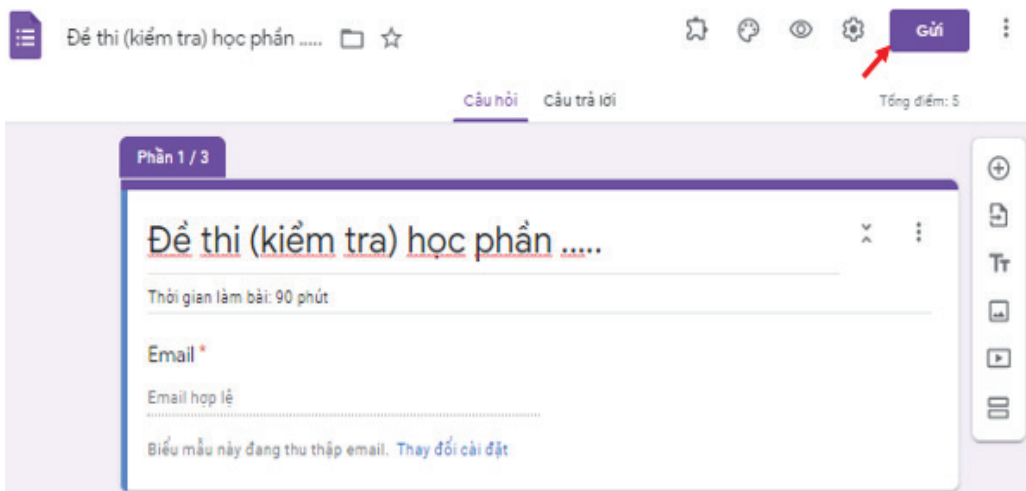 Đề thi (kiểm tra) học phần .....
Gửi
Câu hỏi Câu trả lời
Tổng điểm: 5
Phần 1 / 3
Đề thi (kiểm tra) học phần .....
Thời gian làm bài: 90 phút
Email *
Email hợp lệ
Biểu mẫu này đang thu thập email. Thay đổi cài đặt
Tт